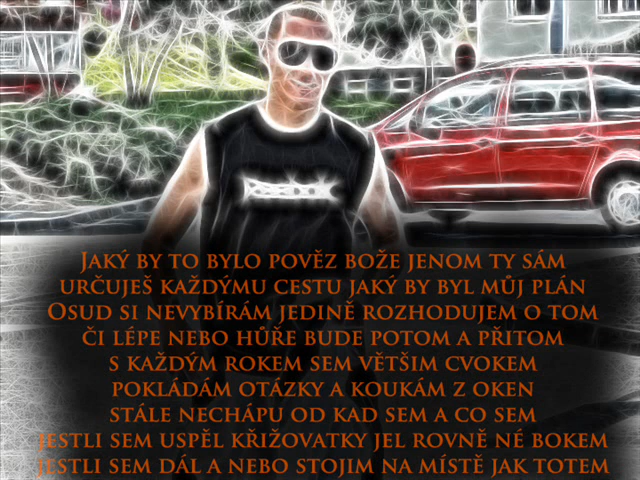 Reebok
Jaký by to bylo pověz bože jenom ty sám
určuješ každýmu cestu jaký by byl můj plán
Osud si nevybírám jedině rozhodujem o tom
či lépe nebo hůře bude potom a přitom
s každým rokem sem větším cvokem
pokládám otázky a koukám z oken
stále nechápu od kad sem a co sem
jestli sem uspěl křižovatky jel rovně né bokem
jestli sem dál a nebo stojim na místě jak totem